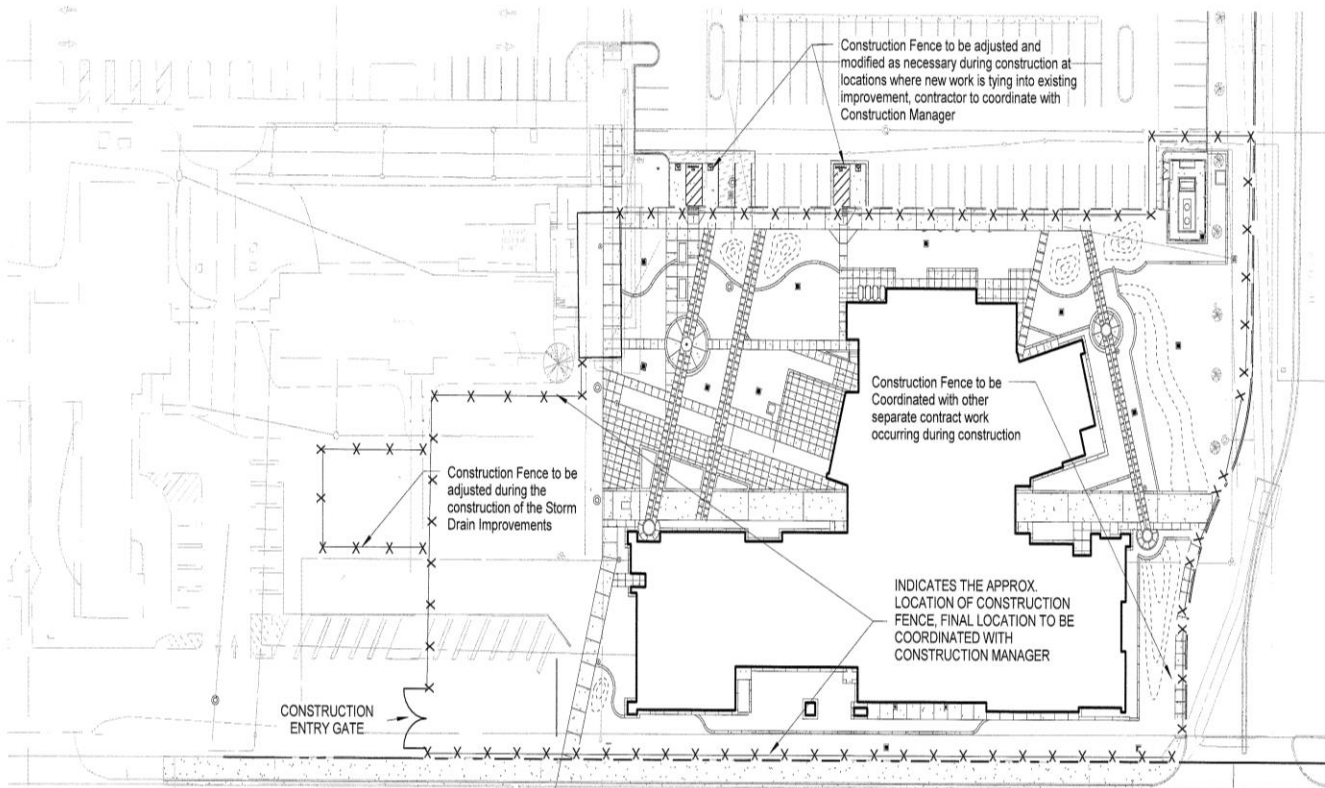 Construction Fence to be adjusted and
modified as necessary during construction at
locations where new work is tying into existing
improvement, contractor to coordinate with
Construction Manager
Construction Fence to be
Coordinated with other
separate contract work
occurring during construction
Construction Fence to be
adjusted during the
construction of the Storm
Drain Improvements
INDICATES THE APPROX.
LOCATION OF CONSTRUCTION
FENCE, FINAL LOCATION TO BE
COORDINATED WITH
CONSTRUCTION MANAGER
CONSTRUCTION
ENTRY GATE